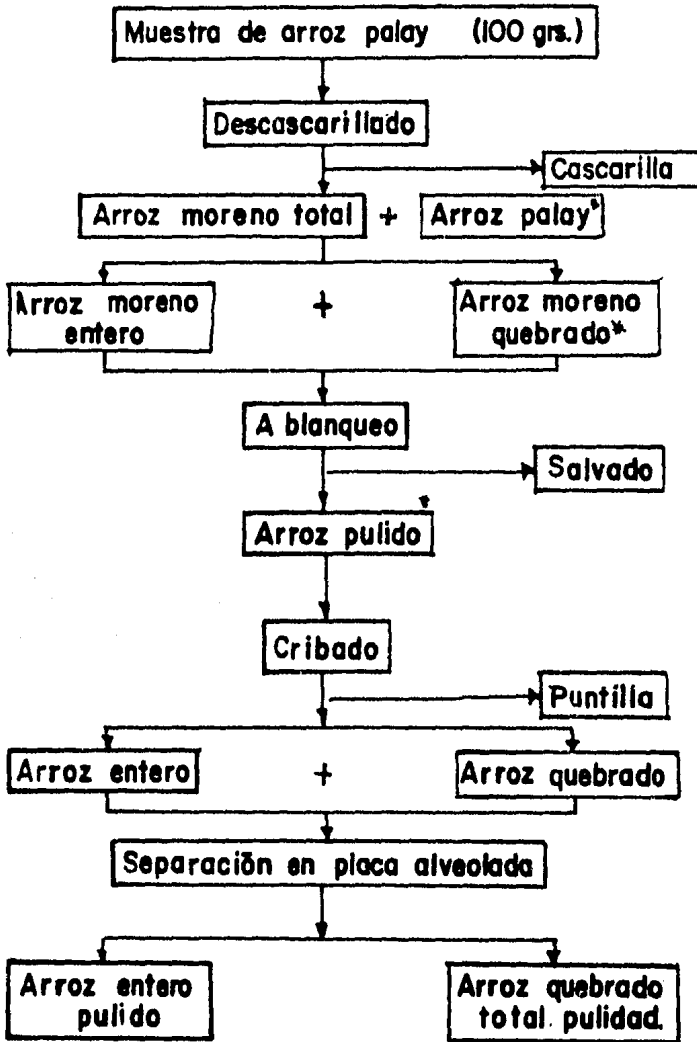 Muestra de arroz palay (100 grs.)
Descascarillado
Cascarilla
Arroz moreno total + Arroz palay*
Arroz moreno
entero
+
Arroz moreno
quebrado*
A blanqueo
Salvado
Arroz pulido*
Cribado
Puntilla
Arroz entero + Arroz quebrado
Separación en placa alveolada
Arroz entero
pulido
Arroz quebrado
total. pulidad.